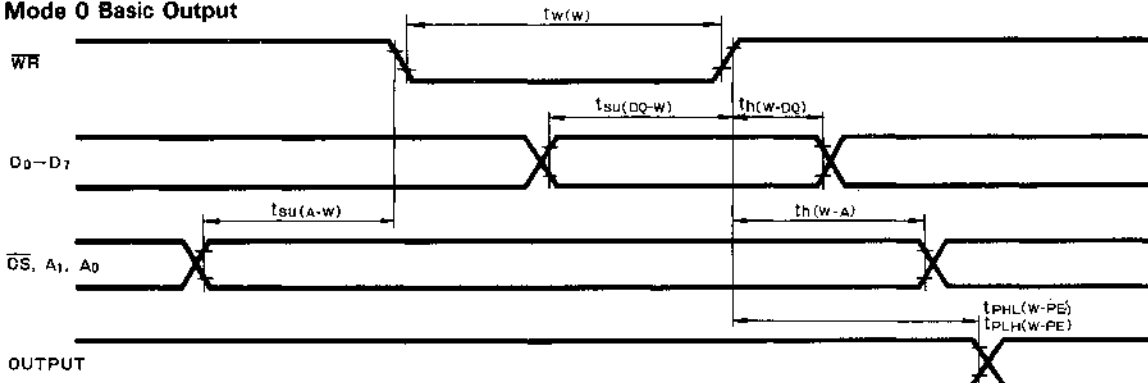 Mode 0 Basic Output
tw(W)
WR
tsu(DQ-W)
th(W-DQ)
D0–D7
tsu(A-W)
th(W-A)
CS, A1, A0
tPHL(W-PE)
tPLH(W-PE)
OUTPUT